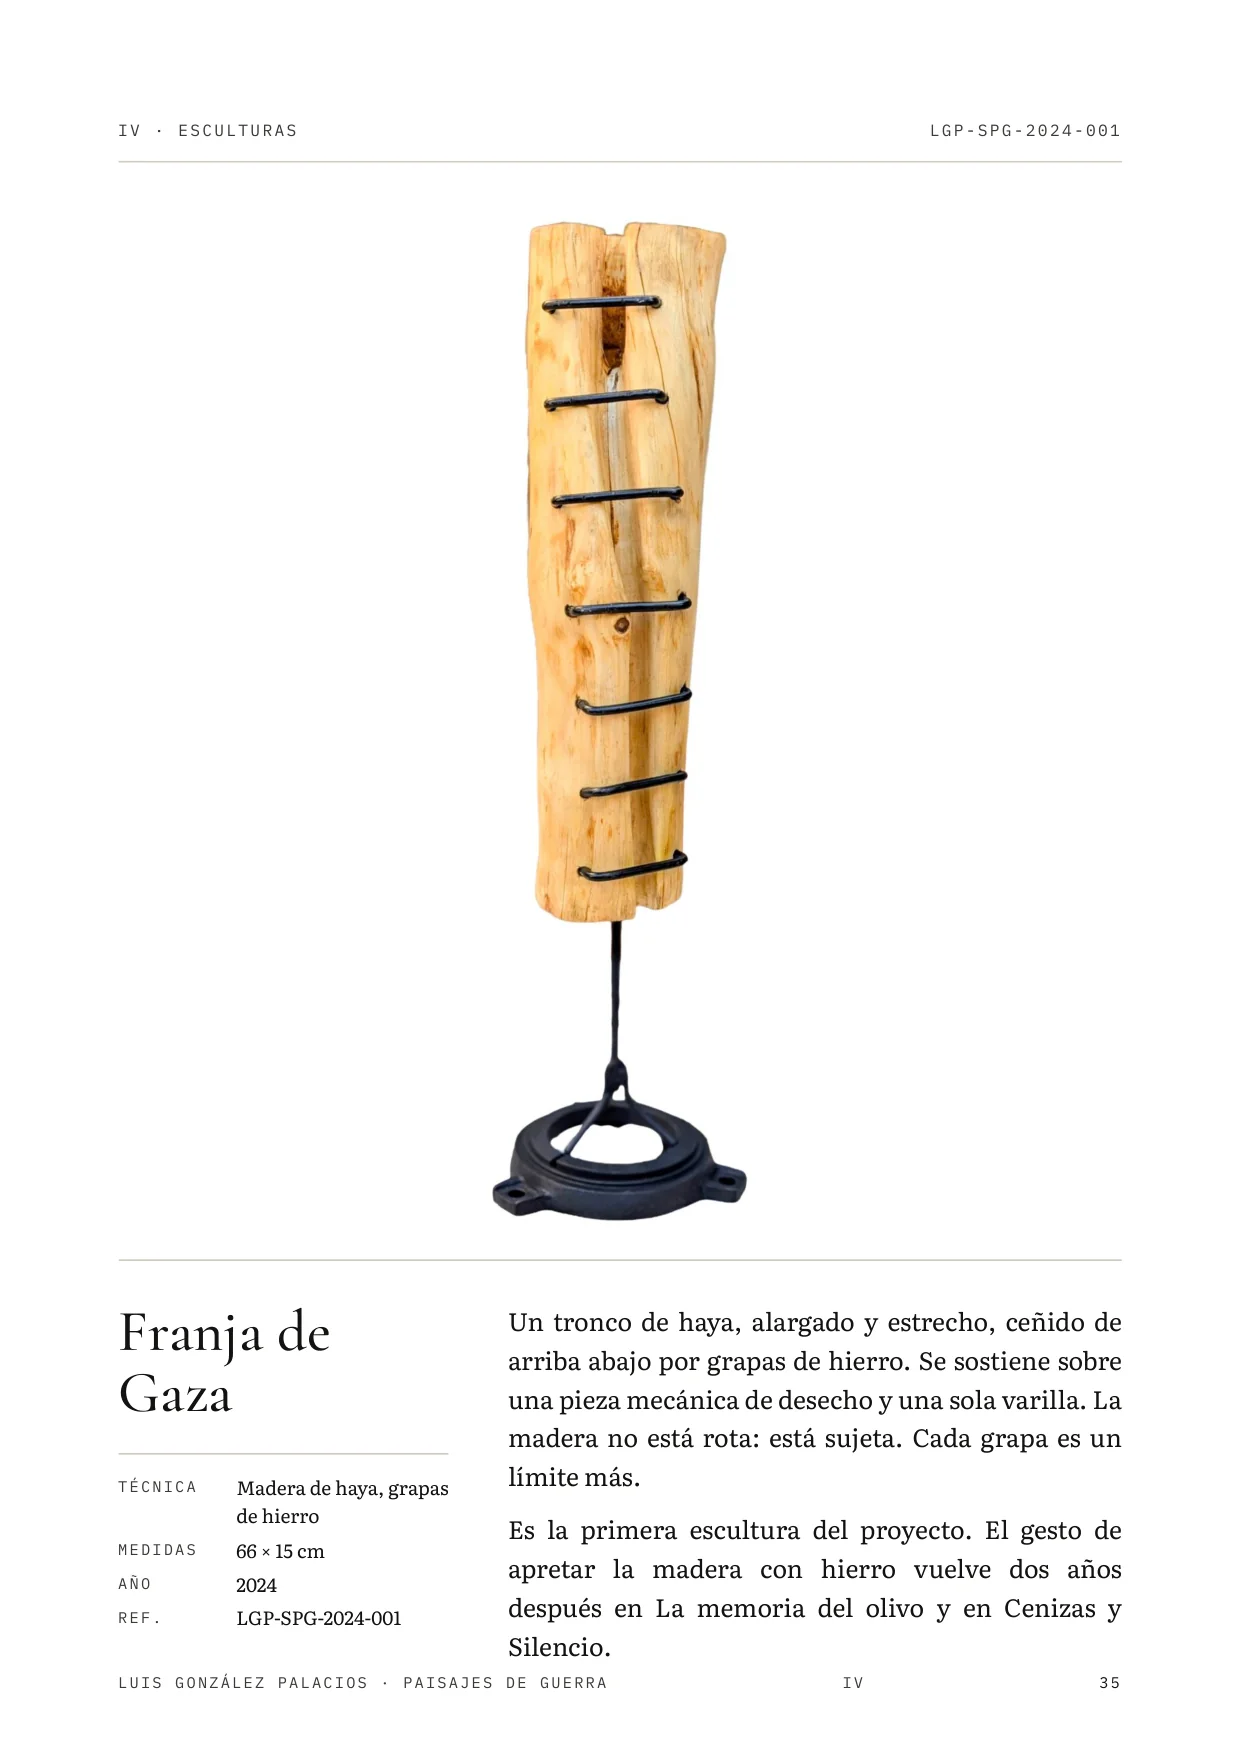 IV · ESCULTURAS
LGP-SPG-2024-001
Franja de
Gaza
TÉCNICA Madera de haya, grapas
de hierro
MEDIDAS 66 × 15 cm
AÑO 2024
REF. LGP-SPG-2024-001
Un tronco de haya, alargado y estrecho, ceñido de
arriba abajo por grapas de hierro. Se sostiene sobre
una pieza mecánica de desecho y una sola varilla. La
madera no está rota: está sujeta. Cada grapa es un
límite más.
Es la primera escultura del proyecto. El gesto de
apretar la madera con hierro vuelve dos años
después en La memoria del olivo y en Cenizas y
Silencio.
LUIS GONZÁLEZ PALACIOS · PAISAJES DE GUERRA
IV
35